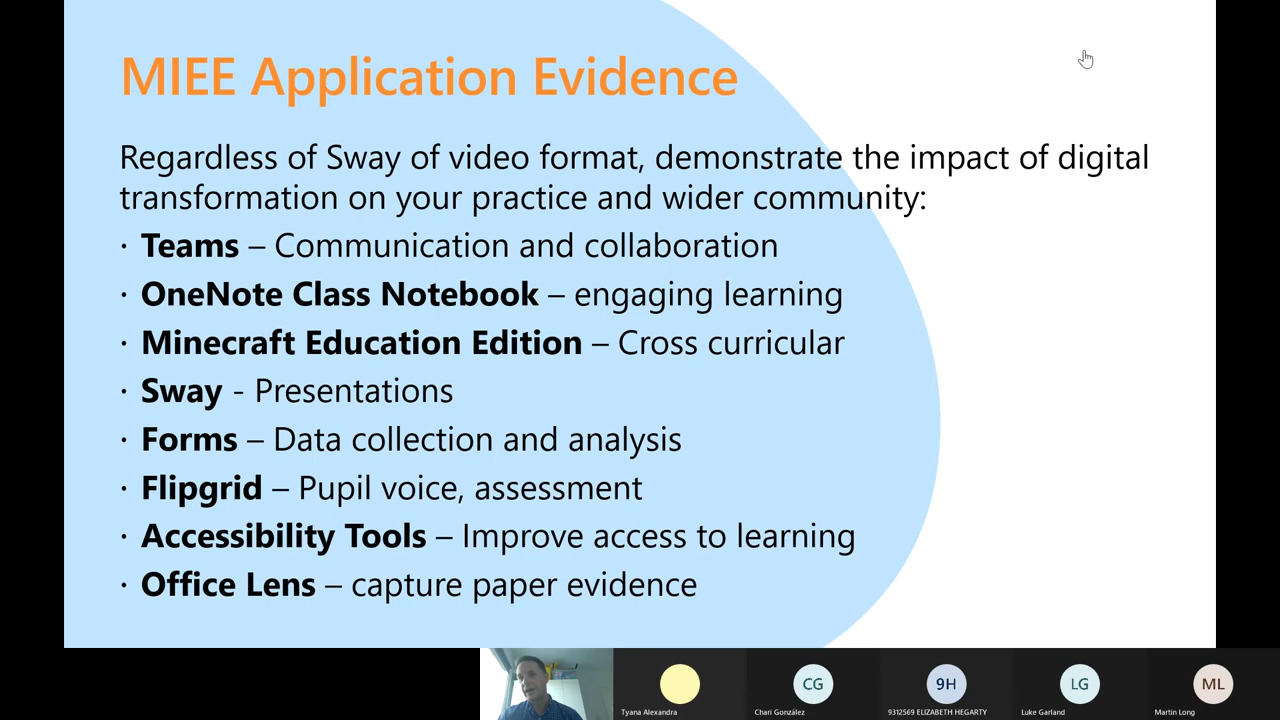 MIEE Application Evidence
Regardless of Sway of video format, demonstrate the impact of digital
transformation on your practice and wider community:
· Teams – Communication and collaboration
· OneNote Class Notebook – engaging learning
· Minecraft Education Edition – Cross curricular
· Sway - Presentations
· Forms – Data collection and analysis
· Flipgrid – Pupil voice, assessment
· Accessibility Tools – Improve access to learning
· Office Lens – capture paper evidence
CG
9H
LG
ML
Tyana Alexandra
Chari González
9312569 ELIZABETH HEGARTY
Luke Garland
Martin Long